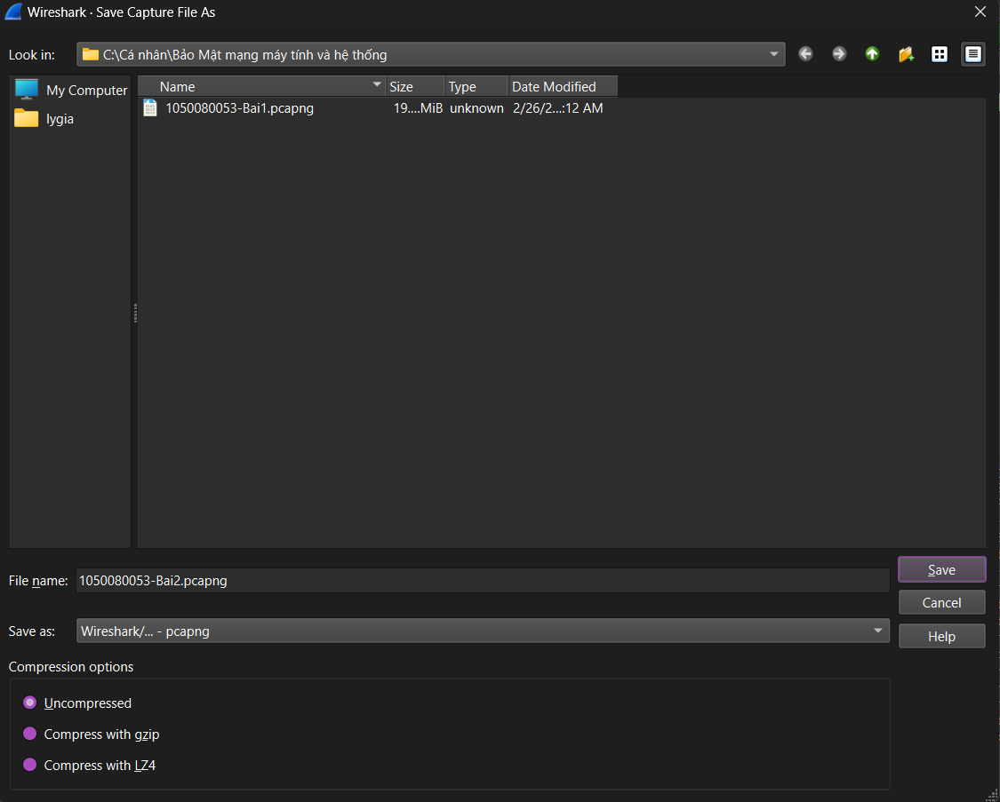 Wireshark · Save Capture File As
Look in: C:\Cá nhân\Bảo Mật mạng máy tính và hệ thống
My Computer
lygia
Name Size Type Date Modified
1050080053-Bai1.pcapng 19....MiB unknown 2/26/2...:12 AM
File name: 1050080053-Bai2.pcapng
Save
Cancel
Save as: Wireshark/... - pcapng
Help
Compression options
Uncompressed
Compress with gzip
Compress with LZ4